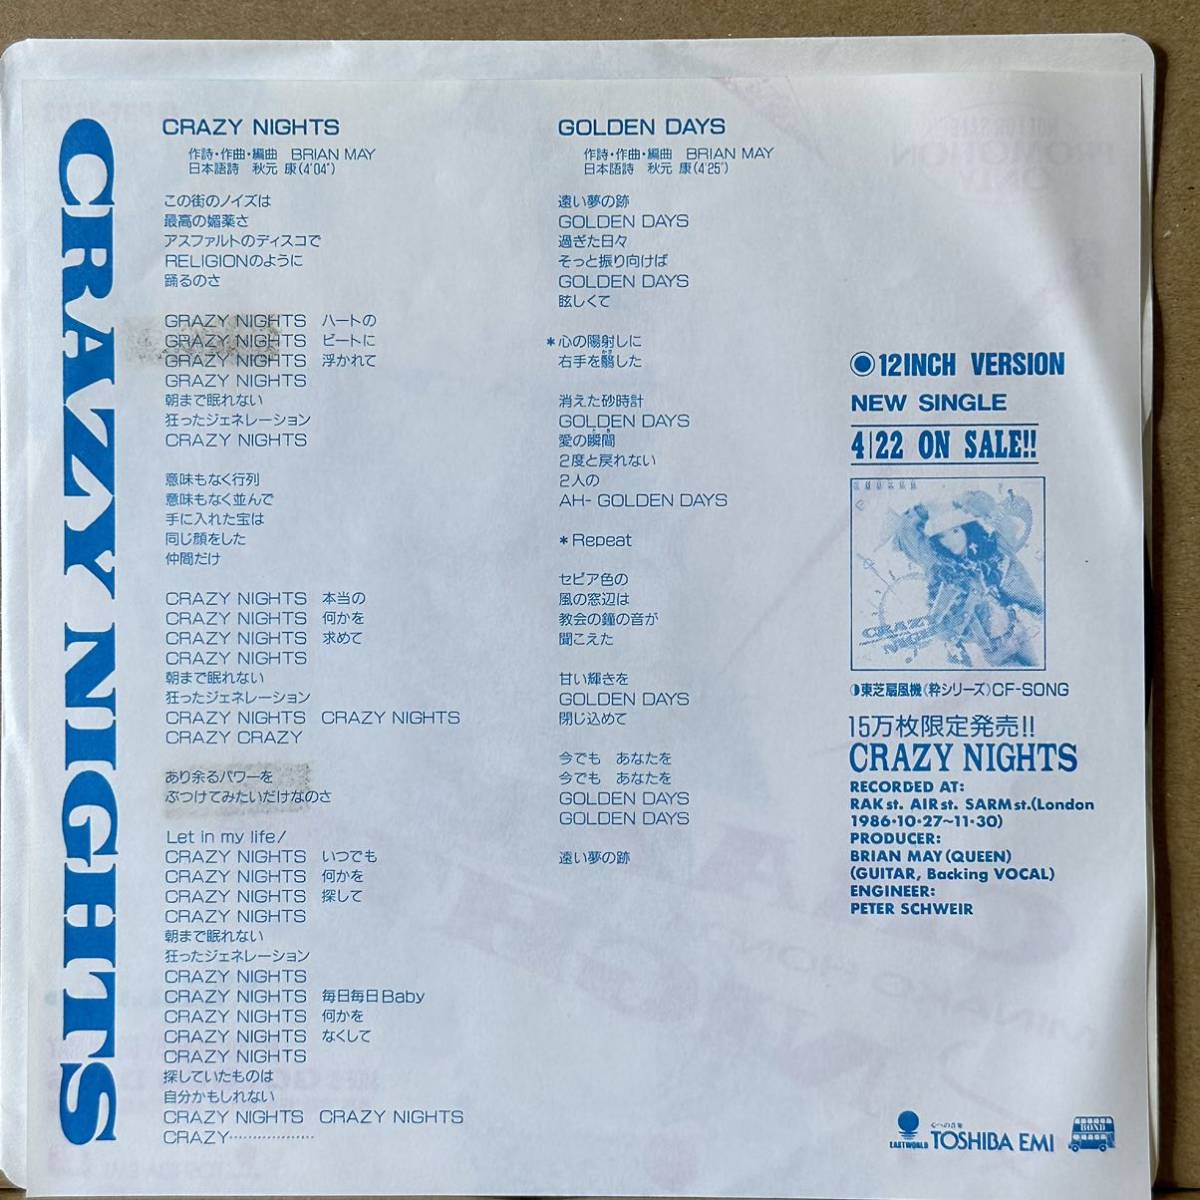 CRAZY NIGHTS
CRAZY NIGHTS
作詩・作曲・編曲 BRIAN MAY
日本語詩 秋元 康(4'04")
この街のノイズは
最高の媚薬さ
アスファルトのディスコで
RELIGIONのように
踊るのさ
GRAZY NIGHTS ハートの
GRAZY NIGHTS ビートに
GRAZY NIGHTS 浮かれて
GRAZY NIGHTS
朝まで眠れない
狂ったジェネレーション
CRAZY NIGHTS
意味もなく行列
意味もなく並んで
手に入れた宝は
同じ顔をした
仲間だけ
CRAZY NIGHTS 本当の
CRAZY NIGHTS 何かを
CRAZY NIGHTS 求めて
CRAZY NIGHTS
朝まで眠れない
狂ったジェネレーション
CRAZY NIGHTS CRAZY NIGHTS
CRAZY CRAZY
あり余るパワーを
ぶつけてみたいだけなのさ
Let in my life!
CRAZY NIGHTS いつでも
CRAZY NIGHTS 何かを
CRAZY NIGHTS 探して
CRAZY NIGHTS
朝まで眠れない
狂ったジェネレーション
CRAZY NIGHTS
CRAZY NIGHTS 毎日毎日Baby
CRAZY NIGHTS 何かを
CRAZY NIGHTS なくして
CRAZY NIGHTS
探していたものは
自分かもしれない
CRAZY NIGHTS CRAZY NIGHTS
CRAZY………………
GOLDEN DAYS
作詩・作曲・編曲 BRIAN MAY
日本語詩 秋元 康(4'25")
遠い夢の跡
GOLDEN DAYS
過ぎた日々
そっと振り向けば
GOLDEN DAYS
眩しくて
*心の陽射しに
右手を翳した
消えた砂時計
GOLDEN DAYS
愛の瞬間
2度と戻れない
2人の
AH- GOLDEN DAYS
*Repeat
セピア色の
風の窓辺は
教会の鐘の音が
聞こえた
甘い輝きを
GOLDEN DAYS
閉じ込めて
今でも あなたを
今でも あなたを
GOLDEN DAYS
GOLDEN DAYS
遠い夢の跡
◉12INCH VERSION
NEW SINGLE
4|22 ON SALE!!
CRAZY
NIGHTS
◗東芝扇風機〈粋シリーズ〉CF-SONG
15万枚限定発売!!
CRAZY NIGHTS
RECORDED AT:
RAK st. AIR st. SARM st.(London
1986・10・27〜11・30)
PRODUCER:
BRIAN MAY (QUEEN)
(GUITAR, Backing VOCAL)
ENGINEER:
PETER SCHWEIR
EASTWORLD
心への音楽
TOSHIBA EMI
BOND